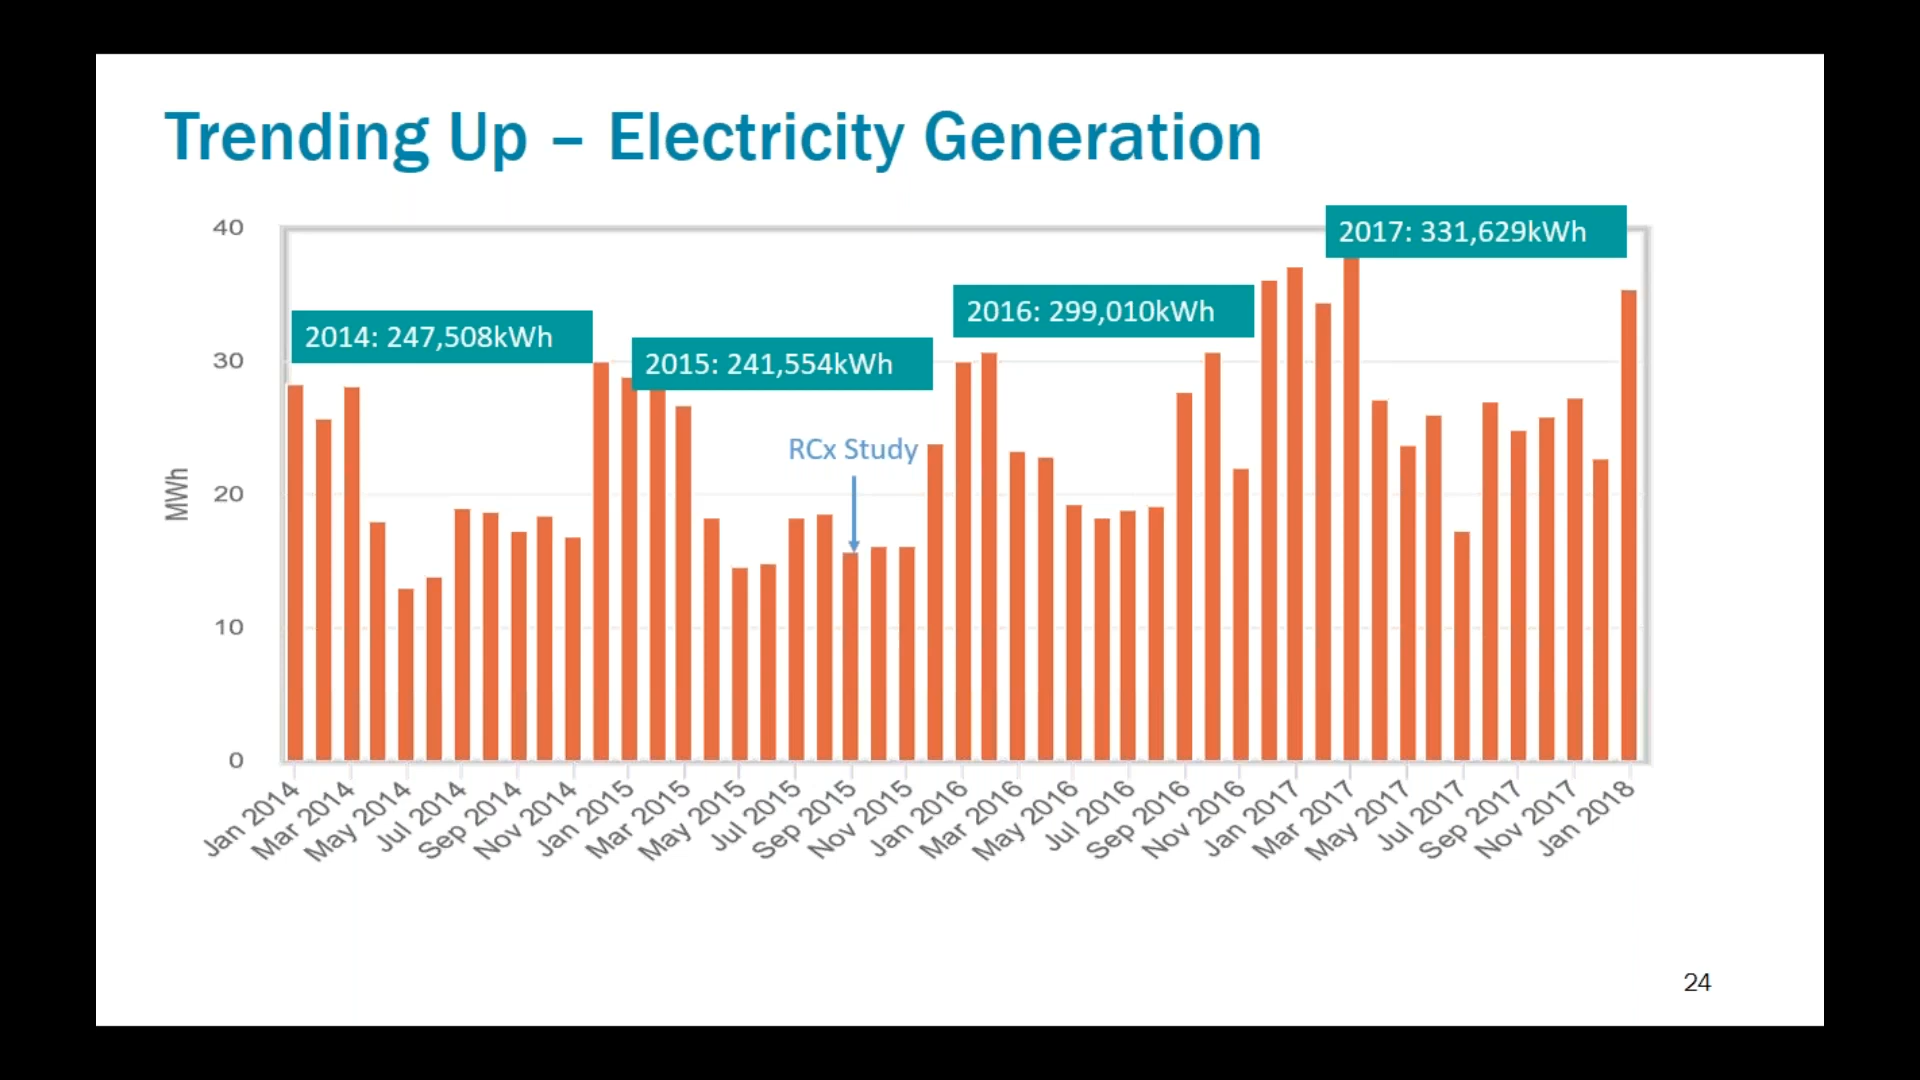 Trending Up – Electricity Generation
40
30
20
10
0
MWh
2014: 247,508kWh
2015: 241,554kWh
RCx Study
2016: 299,010kWh
2017: 331,629kWh
Jan 2014
Mar 2014
May 2014
Jul 2014
Sep 2014
Nov 2014
Jan 2015
Mar 2015
May 2015
Jul 2015
Sep 2015
Nov 2015
Jan 2016
Mar 2016
May 2016
Jul 2016
Sep 2016
Nov 2016
Jan 2017
Mar 2017
May 2017
Jul 2017
Sep 2017
Nov 2017
Jan 2018
24